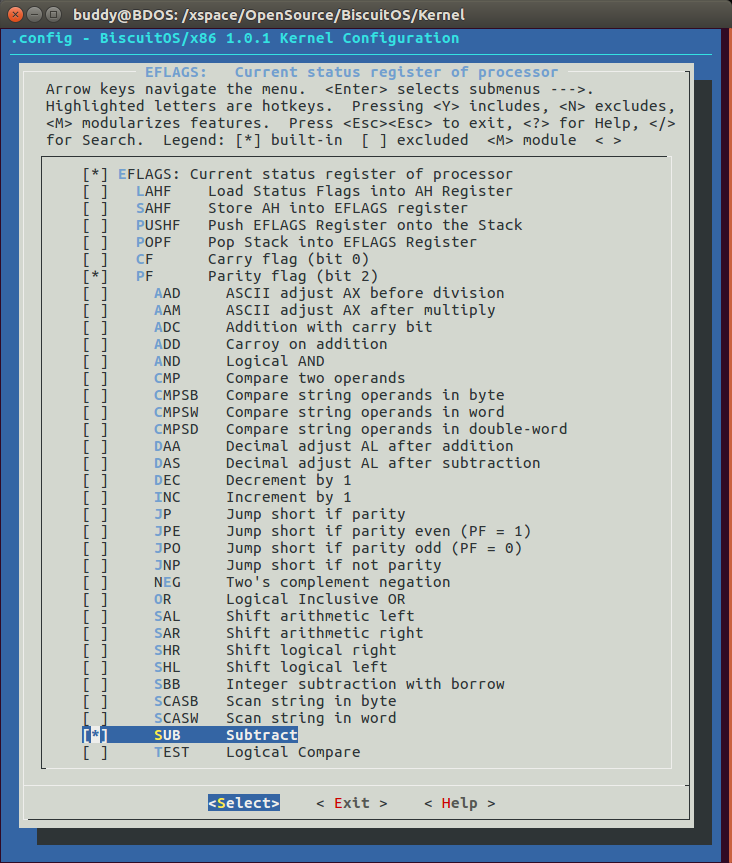 buddy@BDOS: /xspace/OpenSource/BiscuitOS/Kernel
.config - BiscuitOS/x86 1.0.1 Kernel Configuration
EFLAGS:   Current status register of processor
Arrow keys navigate the menu.  <Enter> selects submenus --->.
Highlighted letters are hotkeys.  Pressing <Y> includes, <N> excludes,
<M> modularizes features.  Press <Esc><Esc> to exit, <?> for Help, </>
for Search.  Legend: [*] built-in  [ ] excluded  <M> module  < >
[*] EFLAGS: Current status register of processor
[ ]   LAHF    Load Status Flags into AH Register
[ ]   SAHF    Store AH into EFLAGS register
[ ]   PUSHF   Push EFLAGS Register onto the Stack
[ ]   POPF    Pop Stack into EFLAGS Register
[ ]   CF      Carry flag (bit 0)
[*]   PF      Parity flag (bit 2)
[ ]     AAD     ASCII adjust AX before division
[ ]     AAM     ASCII adjust AX after multiply
[ ]     ADC     Addition with carry bit
[ ]     ADD     Carroy on addition
[ ]     AND     Logical AND
[ ]     CMP     Compare two operands
[ ]     CMPSB   Compare string operands in byte
[ ]     CMPSW   Compare string operands in word
[ ]     CMPSD   Compare string operands in double-word
[ ]     DAA     Decimal adjust AL after addition
[ ]     DAS     Decimal adjust AL after subtraction
[ ]     DEC     Decrement by 1
[ ]     INC     Increment by 1
[ ]     JP      Jump short if parity
[ ]     JPE     Jump short if parity even (PF = 1)
[ ]     JPO     Jump short if parity odd (PF = 0)
[ ]     JNP     Jump short if not parity
[ ]     NEG     Two's complement negation
[ ]     OR      Logical Inclusive OR
[ ]     SAL     Shift arithmetic left
[ ]     SAR     Shift arithmetic right
[ ]     SHR     Shift logical right
[ ]     SHL     Shift logical left
[ ]     SBB     Integer subtraction with borrow
[ ]     SCASB   Scan string in byte
[ ]     SCASW   Scan string in word
[*]     SUB     Subtract
[ ]     TEST    Logical Compare
<Select>    < Exit >    < Help >